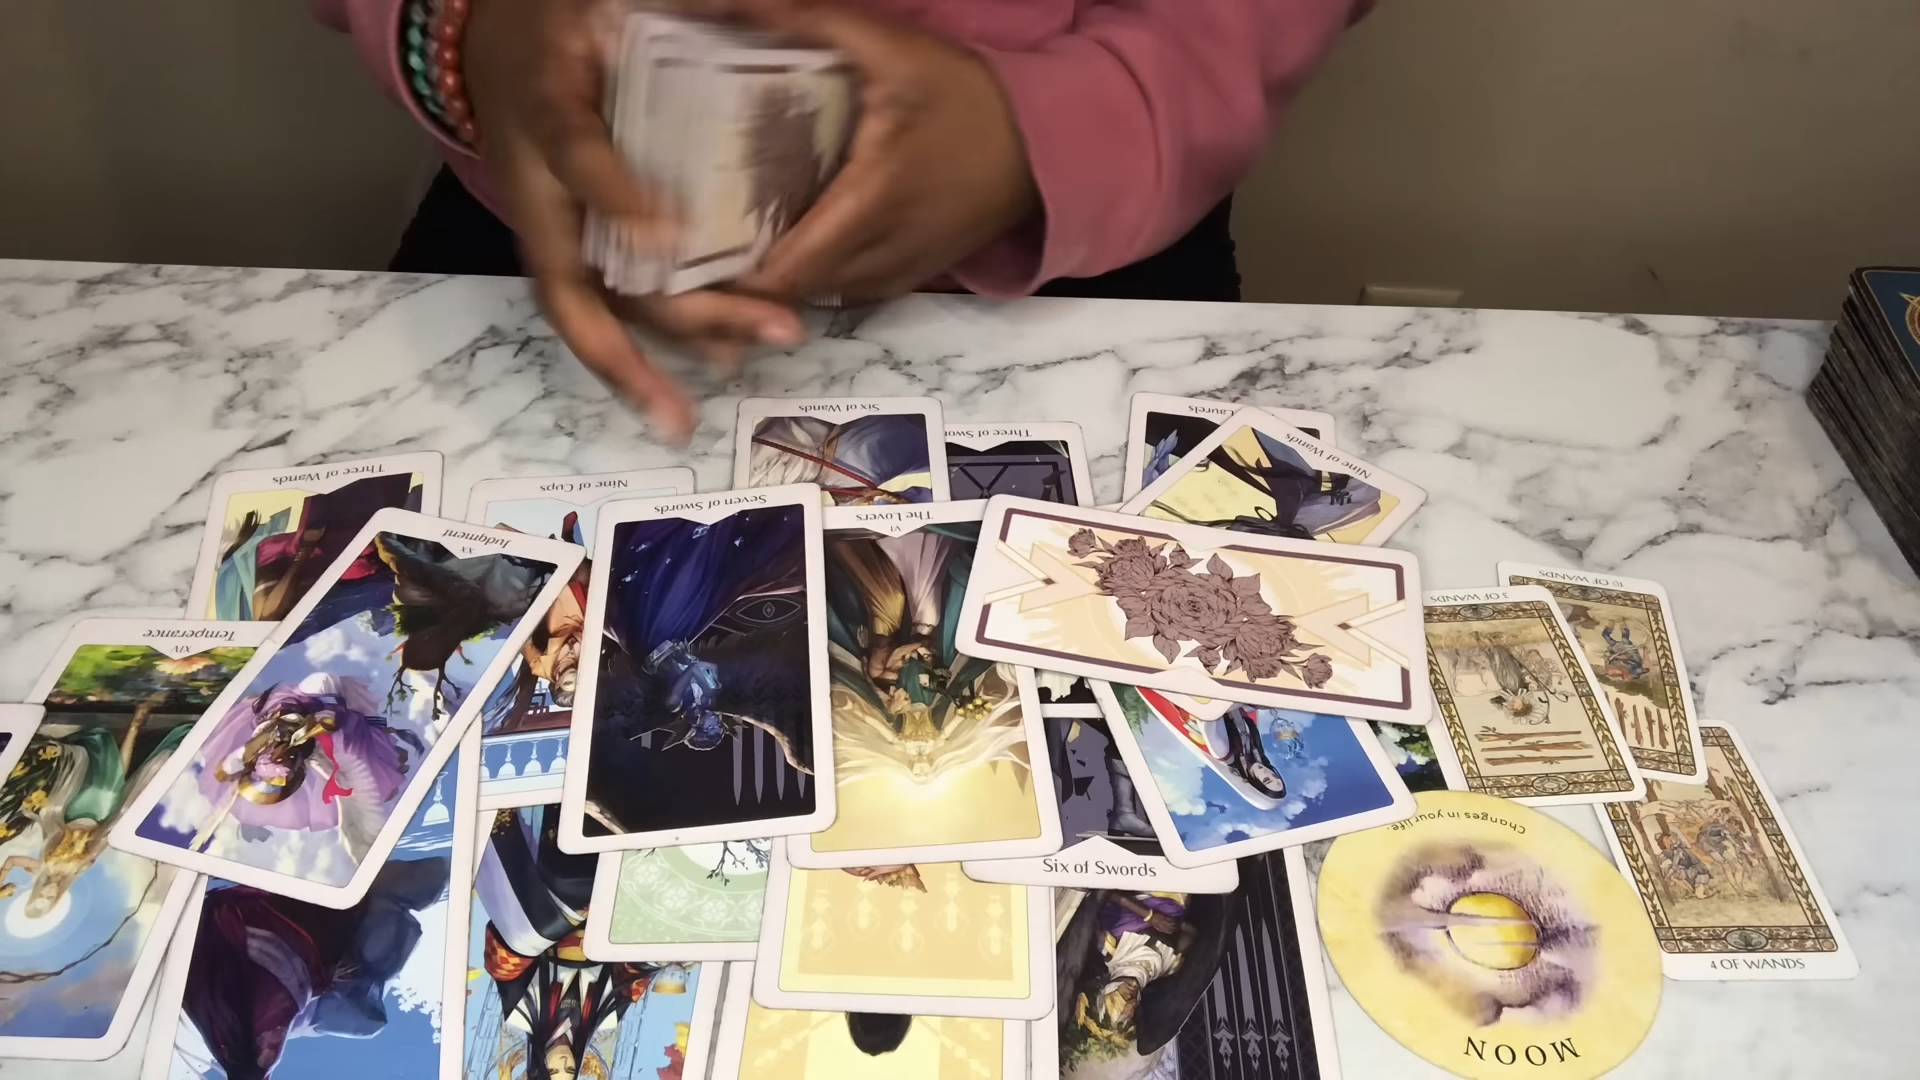 Six of Wands
Three of Swor
Laurels
Nine of Wands
Three of Wands
Nine of Cups
Seven of Swords
The Lovers
VI
Judgment
XX
Temperance
XIV
10 OF WANDS
3 OF WANDS
Changes in your life.
Six of Swords
4 OF WANDS
MOON